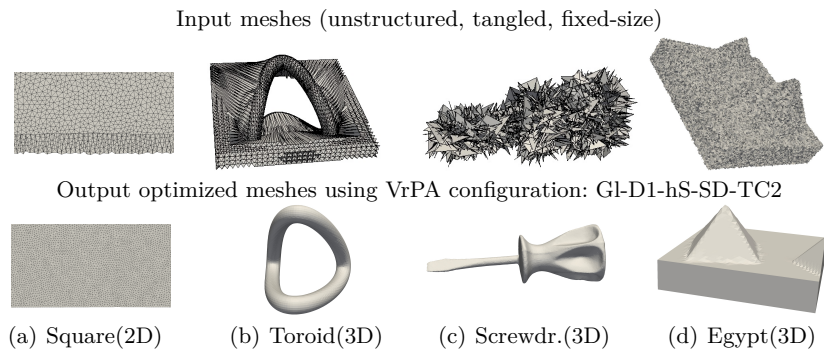 Input meshes (unstructured, tangled, fixed-size)
Output optimized meshes using VrPA configuration: Gl-D1-hS-SD-TC2
(a) Square(2D) (b) Toroid(3D) (c) Screwdr.(3D) (d) Egypt(3D)